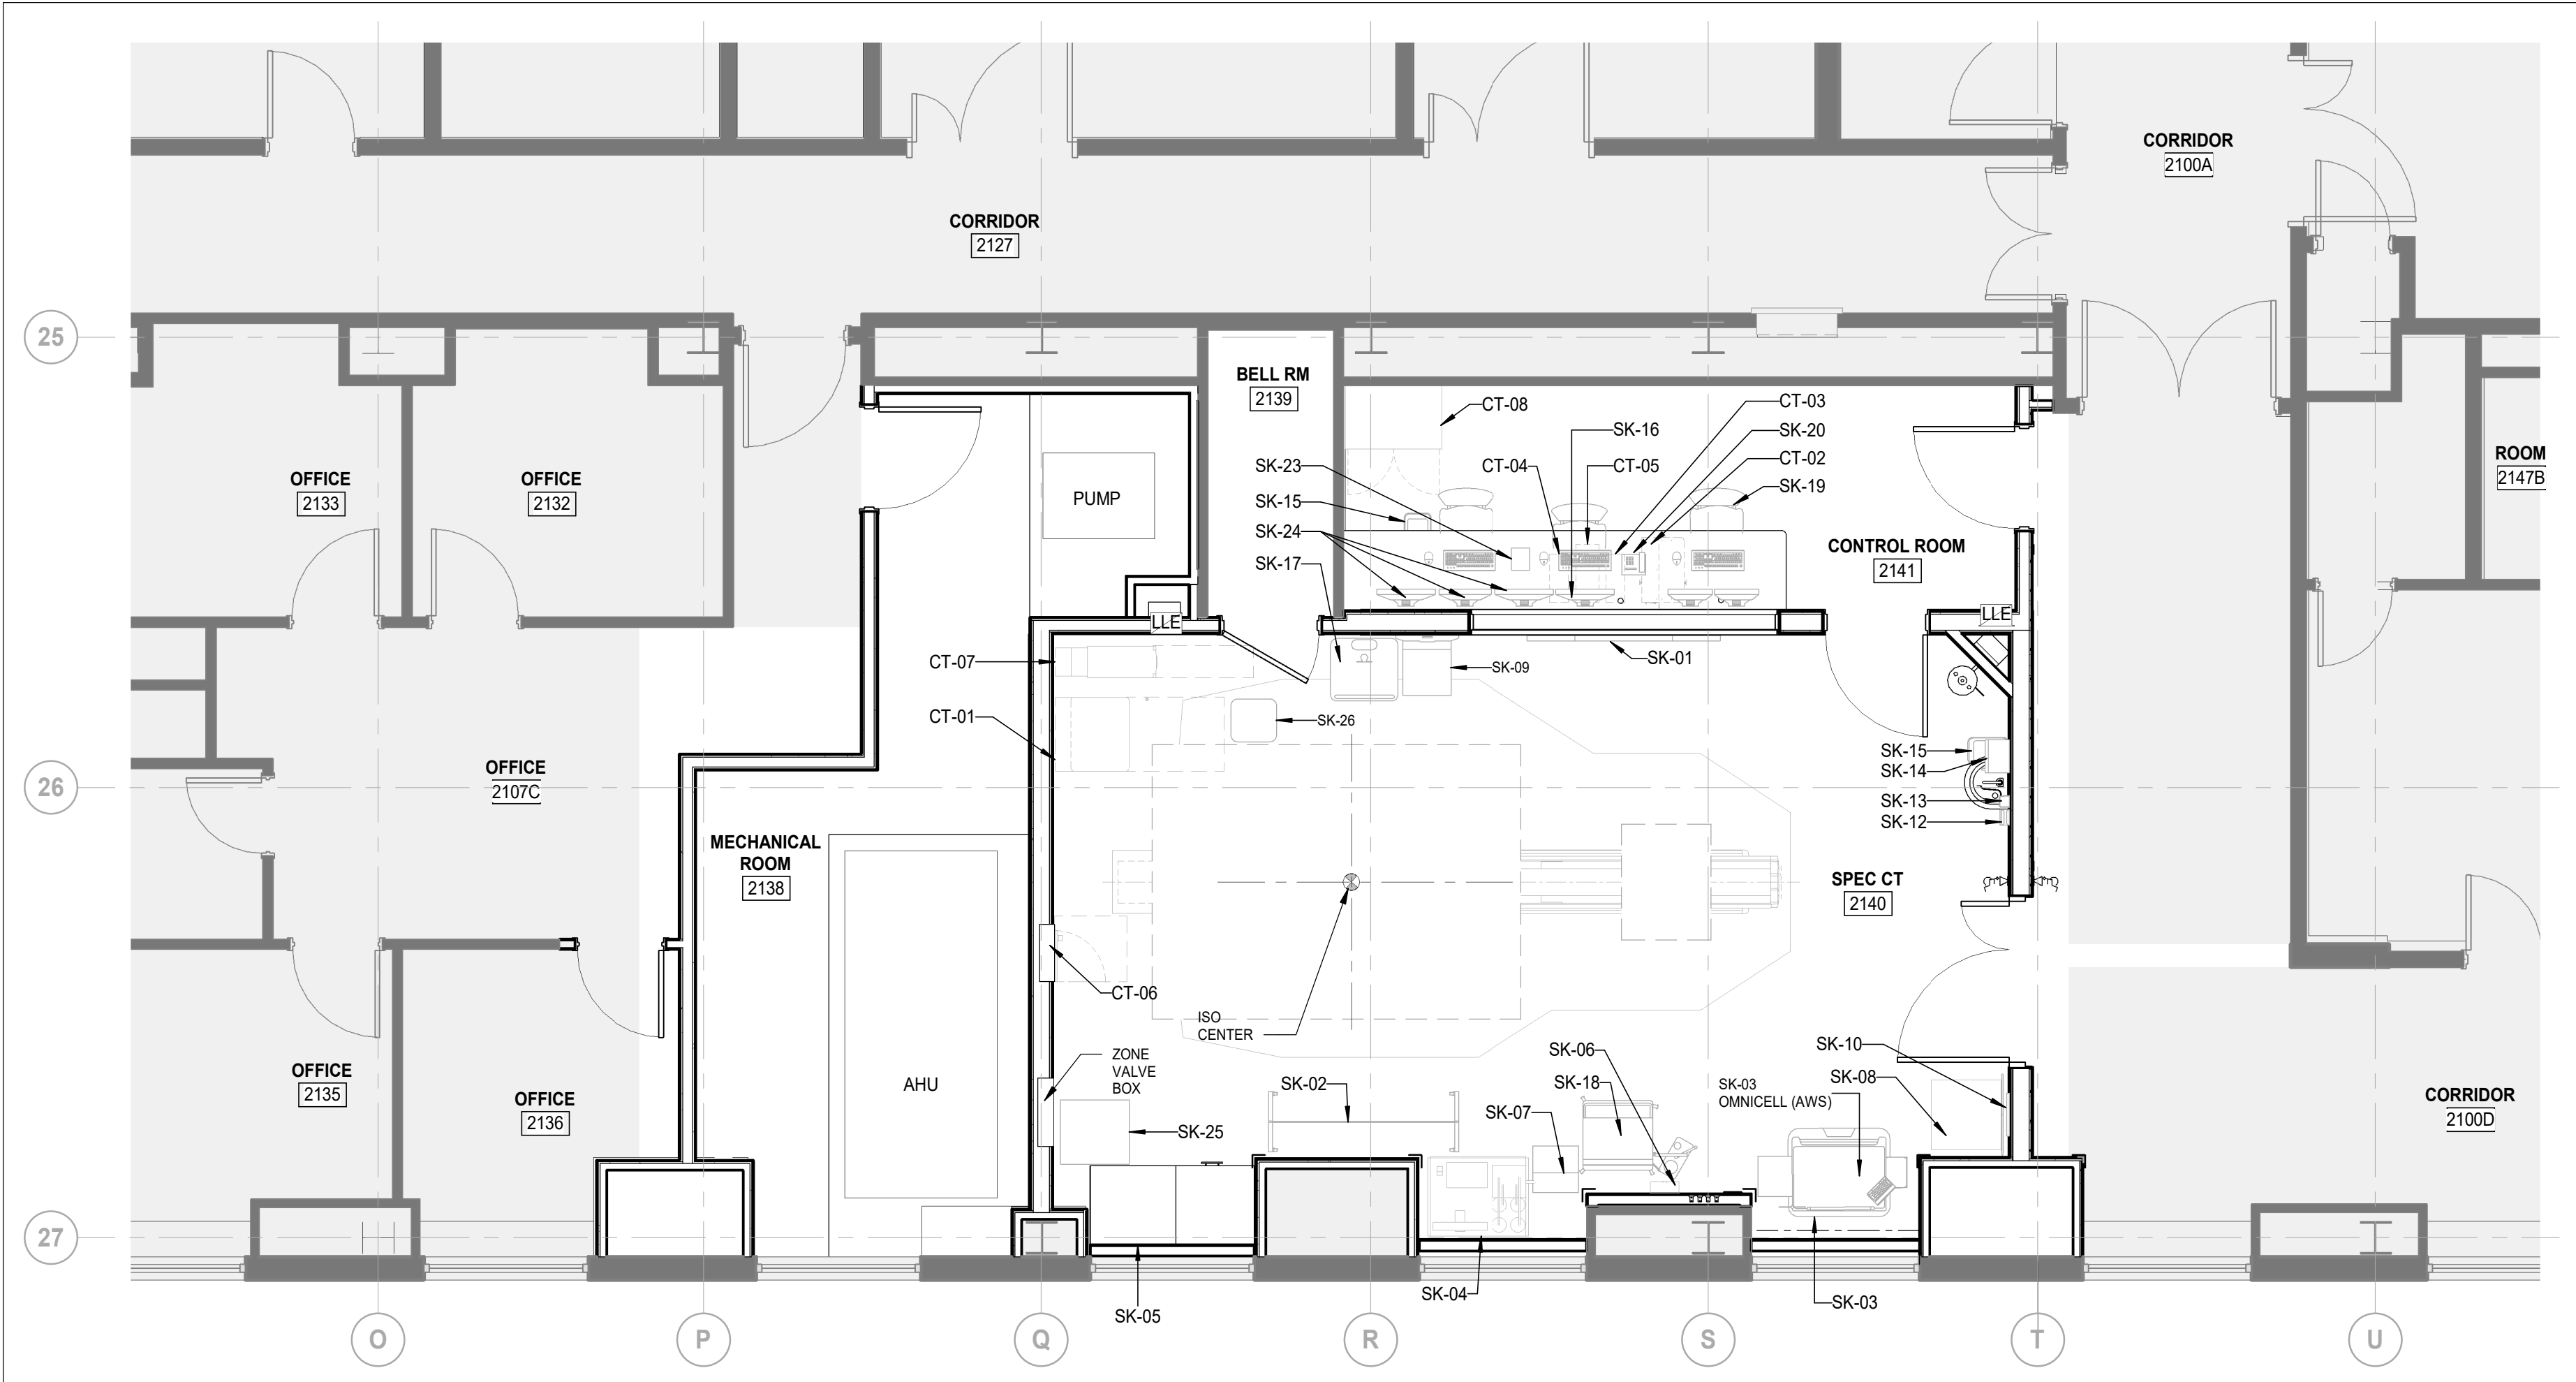 CORRIDOR
2100A
CORRIDOR
2127
25
BELL RM
2139
CT-08
CT-03
SK-16
SK-20
SK-23
CT-04
CT-05
CT-02
SK-15
SK-19
SK-24
SK-17
CONTROL ROOM
2141
OFFICE
2133
OFFICE
2132
PUMP
ROOM
2147B
LLE
LLE
CT-07
SK-09
SK-01
CT-01
SK-26
SK-15
SK-14
SK-13
SK-12
26
OFFICE
2107C
MECHANICAL
ROOM
2138
SPEC CT
2140
CT-06
ISO
CENTER
ZONE
VALVE
BOX
AHU
SK-02
SK-06
SK-18
SK-07
SK-03
OMNICELL (AWS)
SK-10
SK-08
SK-25
OFFICE
2135
OFFICE
2136
CORRIDOR
2100D
27
SK-05
SK-04
SK-03
O
P
Q
R
S
T
U